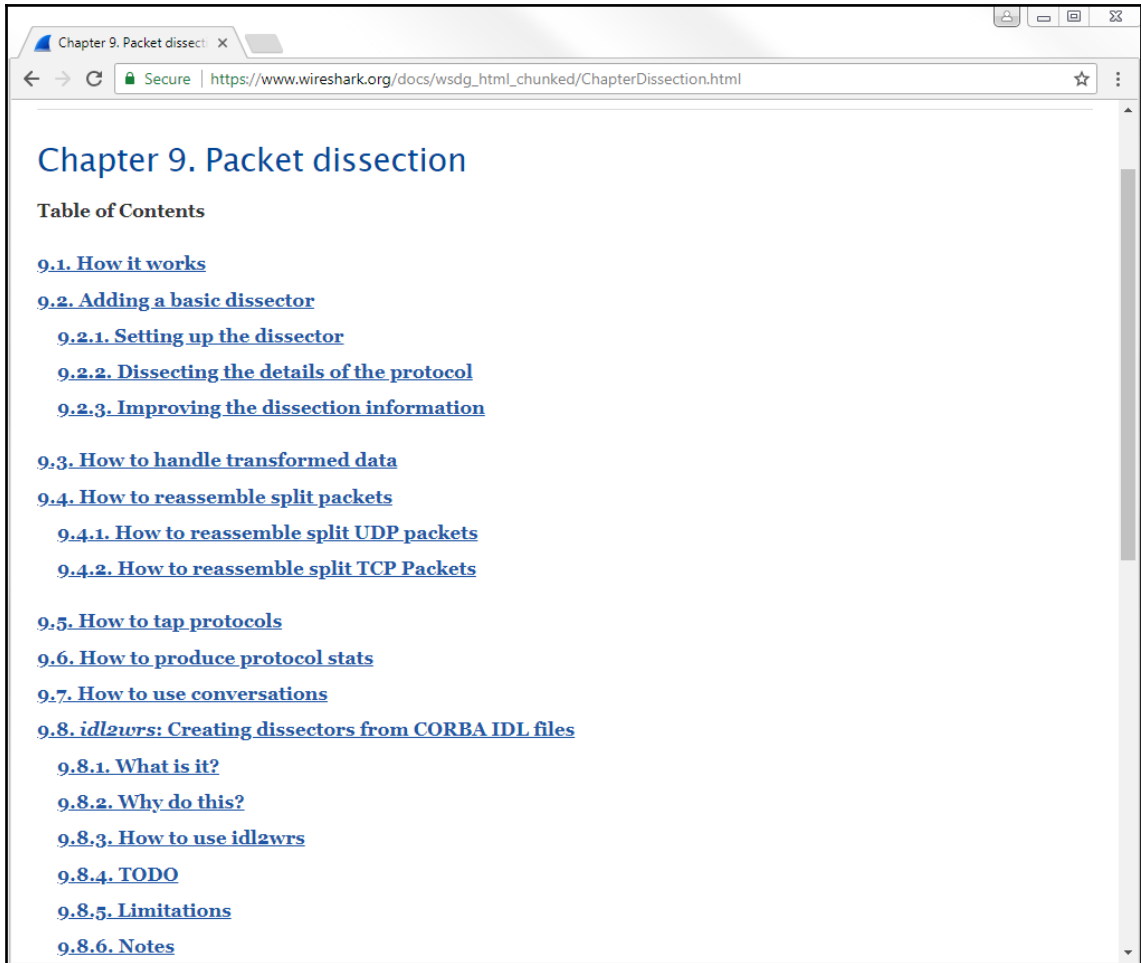 Chapter 9. Packet dissecti
Secure | https://www.wireshark.org/docs/wsdg_html_chunked/ChapterDissection.html
Chapter 9. Packet dissection
Table of Contents
9.1. How it works
9.2. Adding a basic dissector
9.2.1. Setting up the dissector
9.2.2. Dissecting the details of the protocol
9.2.3. Improving the dissection information
9.3. How to handle transformed data
9.4. How to reassemble split packets
9.4.1. How to reassemble split UDP packets
9.4.2. How to reassemble split TCP Packets
9.5. How to tap protocols
9.6. How to produce protocol stats
9.7. How to use conversations
9.8. idl2wrs: Creating dissectors from CORBA IDL files
9.8.1. What is it?
9.8.2. Why do this?
9.8.3. How to use idl2wrs
9.8.4. TODO
9.8.5. Limitations
9.8.6. Notes